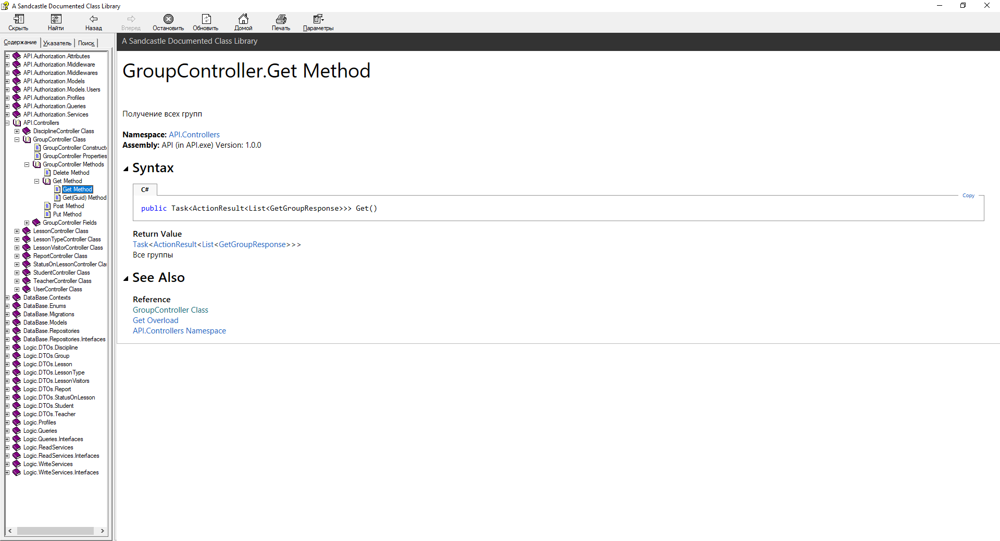 A Sandcastle Documented Class Library
Скрыть
Найти
Назад
Вперед
Остановить
Обновить
Домой
Печать
Параметры
Содержание
Указатель
Поиск
API.Authorization.Attributes
API.Authorization.Middleware
API.Authorization.Middlewares
API.Authorization.Models
API.Authorization.Models.Users
API.Authorization.Profiles
API.Authorization.Queries
API.Authorization.Services
API.Controllers
DisciplineController Class
GroupController Class
GroupController Construct
GroupController Properties
GroupController Methods
Delete Method
Get Method
Get Method
Get(Guid) Method
Post Method
Put Method
GroupController Fields
LessonController Class
LessonTypeController Class
LessonVisitorController Class
ReportController Class
StatusOnLessonController Cla
StudentController Class
TeacherController Class
UserController Class
DataBase.Contexts
DataBase.Enums
DataBase.Migrations
DataBase.Models
DataBase.Repositories
DataBase.Repositories.Interfaces
Logic.DTOs.Discipline
Logic.DTOs.Group
Logic.DTOs.Lesson
Logic.DTOs.LessonType
Logic.DTOs.LessonVisitors
Logic.DTOs.Report
Logic.DTOs.StatusOnLesson
Logic.DTOs.Student
Logic.DTOs.Teacher
Logic.Profiles
Logic.Queries
Logic.Queries.Interfaces
Logic.ReadServices
Logic.ReadServices.Interfaces
Logic.WriteServices
Logic.WriteServices.Interfaces
A Sandcastle Documented Class Library
GroupController.Get Method
Получение всех групп
Namespace: API.Controllers
Assembly: API (in API.exe) Version: 1.0.0
Syntax
C#
Copy
public Task<ActionResult<List<GetGroupResponse>>> Get()
Return Value
Task<ActionResult<List<GetGroupResponse>>>
Все группы
See Also
Reference
GroupController Class
Get Overload
API.Controllers Namespace